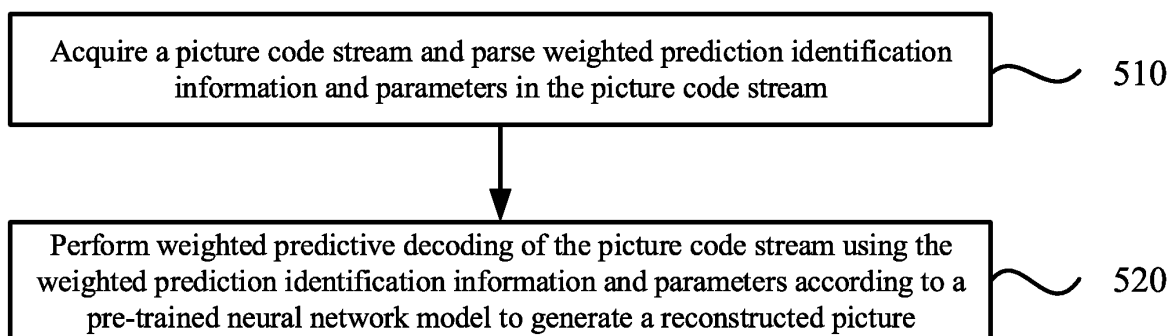 Acquire a picture code stream and parse weighted prediction identification
information and parameters in the picture code stream
510
Perform weighted predictive decoding of the picture code stream using the
weighted prediction identification information and parameters according to a
pre-trained neural network model to generate a reconstructed picture
520